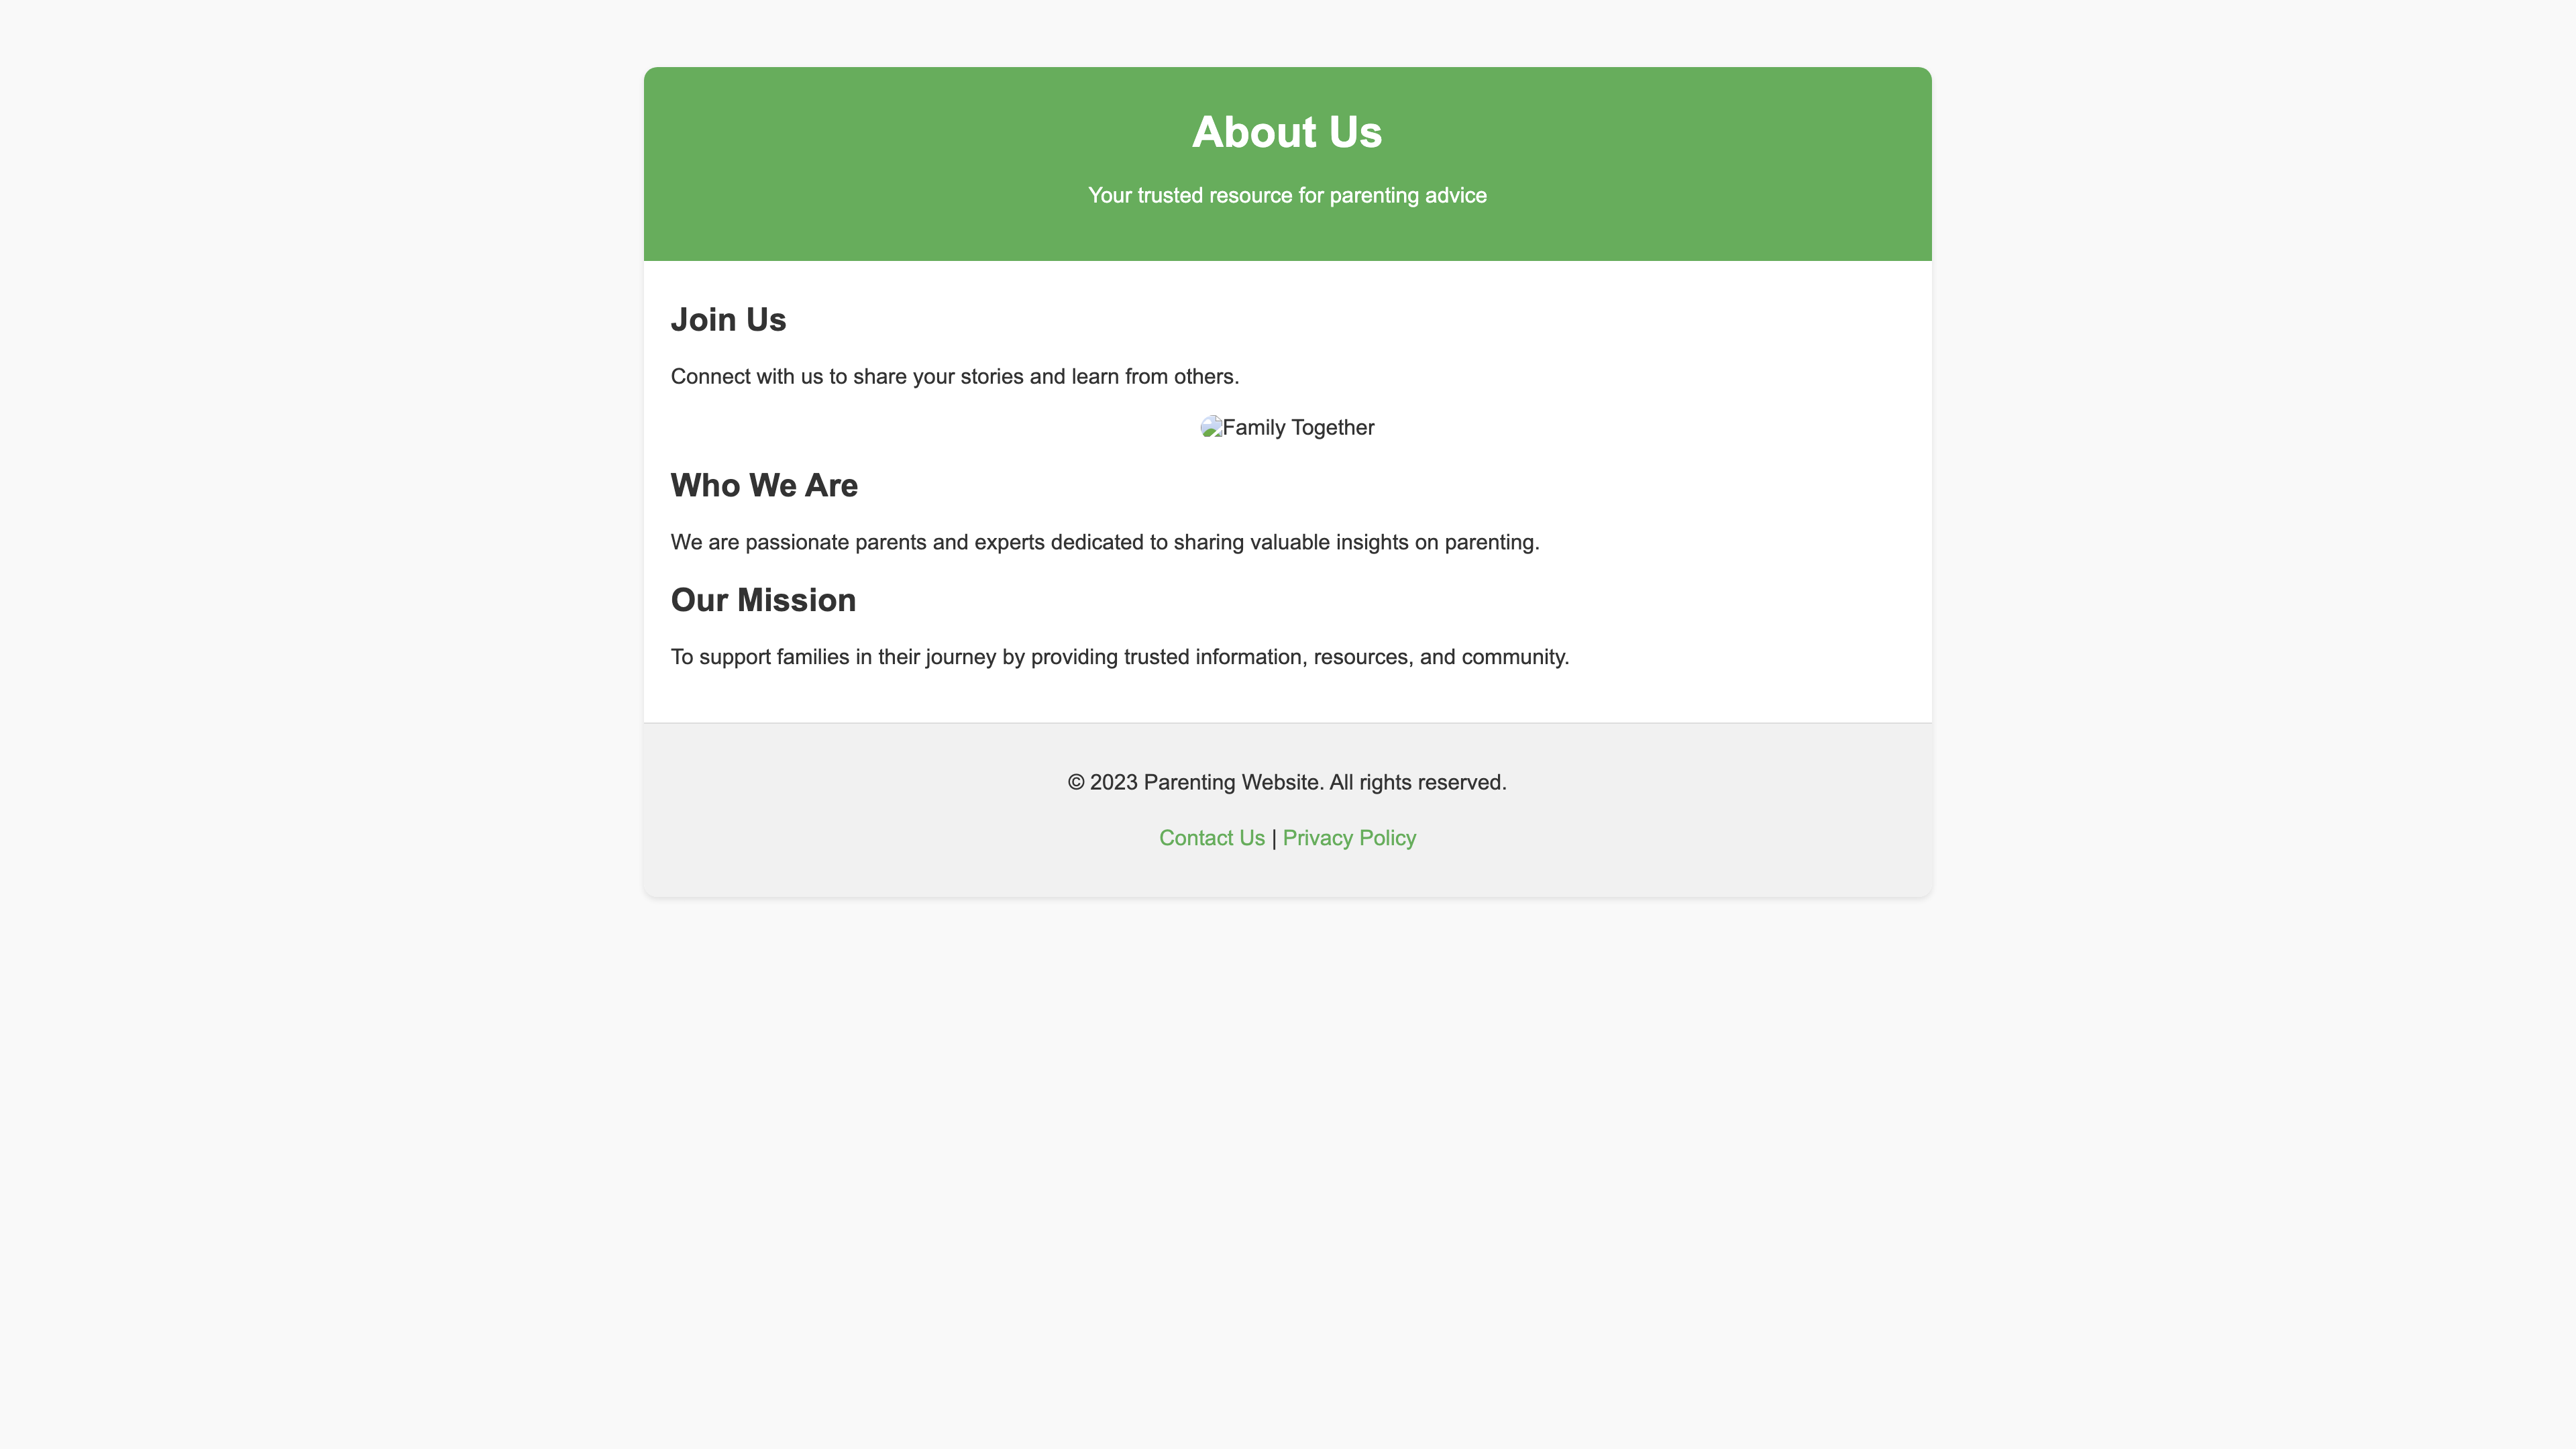 About Us
Your trusted resource for parenting advice
Join Us
Connect with us to share your stories and learn from others.
Family Together
Who We Are
We are passionate parents and experts dedicated to sharing valuable insights on parenting.
Our Mission
To support families in their journey by providing trusted information, resources, and community.
© 2023 Parenting Website. All rights reserved.
Contact Us | Privacy Policy